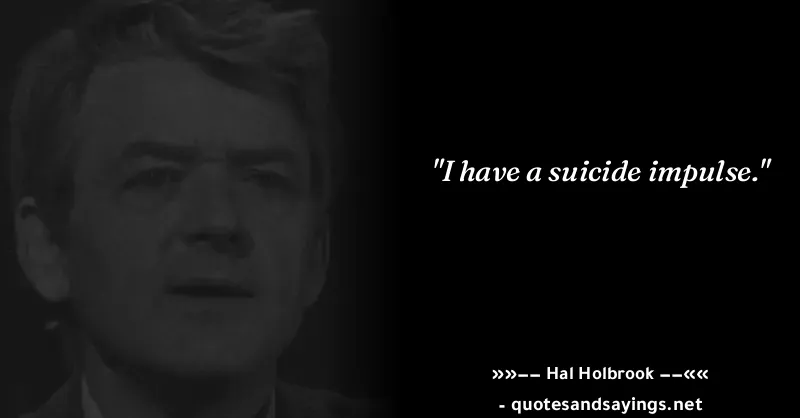 "I have a suicide impulse."
»»−− Hal Holbrook −−««
- quotesandsayings.net